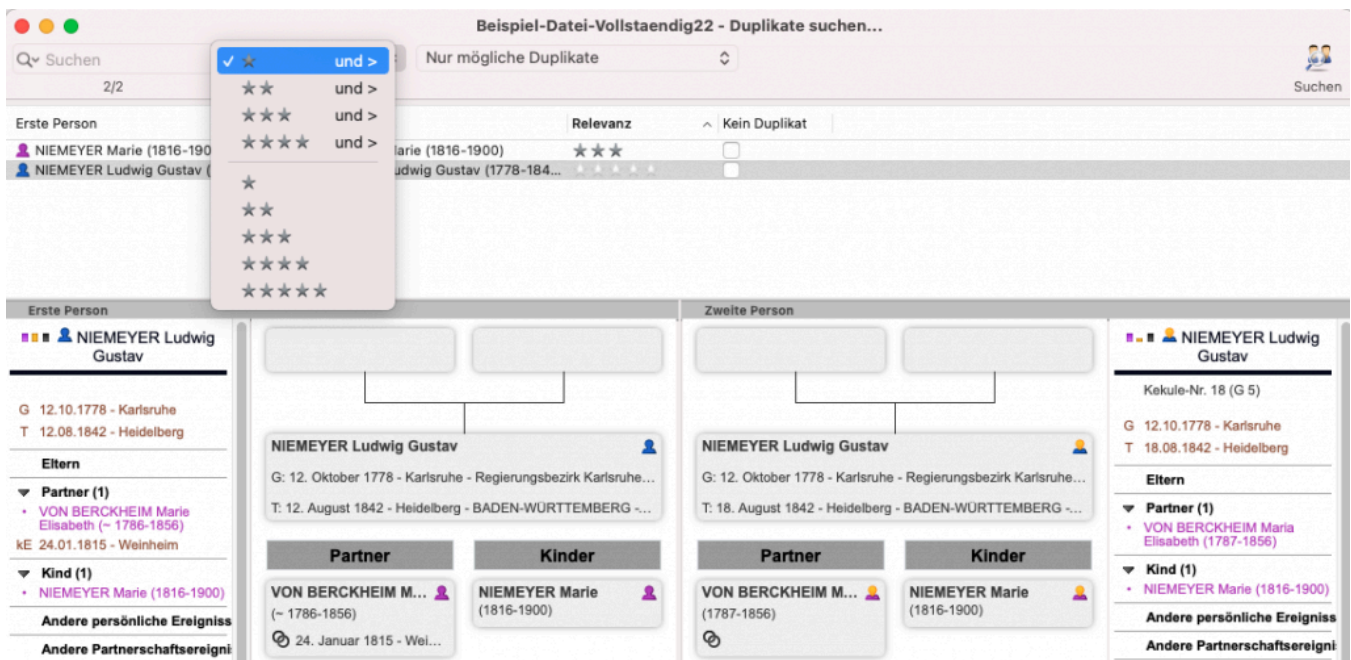 Beispiel-Datei-Vollstaendig22 - Duplikate suchen...
Suchen
Nur mögliche Duplikate
2/2
Suchen
★ und >
★★ und >
★★★ und >
★★★★ und >
★
★★
★★★
★★★★
★★★★★
Erste Person Relevanz Kein Duplikat
NIEMEYER Marie (1816-190 arie (1816-1900) ★★★
NIEMEYER Ludwig Gustav ( udwig Gustav (1778-184... ★★★★★
Erste Person
NIEMEYER Ludwig
Gustav
G 12.10.1778 - Karlsruhe
T 12.08.1842 - Heidelberg
Eltern
Partner (1)
• VON BERCKHEIM Marie
Elisabeth (~ 1786-1856)
kE 24.01.1815 - Weinheim
Kind (1)
• NIEMEYER Marie (1816-1900)
Andere persönliche Ereigniss
Andere Partnerschaftsereigni
NIEMEYER Ludwig Gustav
G: 12. Oktober 1778 - Karlsruhe - Regierungsbezirk Karlsruhe...
T: 12. August 1842 - Heidelberg - BADEN-WÜRTTEMBERG -...
Partner
VON BERCKHEIM M...
(~ 1786-1856)
24. Januar 1815 - Wei...
Kinder
NIEMEYER Marie
(1816-1900)
Zweite Person
NIEMEYER Ludwig Gustav
G: 12. Oktober 1778 - Karlsruhe - Regierungsbezirk Karlsruhe...
T: 18. August 1842 - Heidelberg - BADEN-WÜRTTEMBERG -...
Partner
VON BERCKHEIM M...
(1787-1856)
Kinder
NIEMEYER Marie
(1816-1900)
NIEMEYER Ludwig
Gustav
Kekule-Nr. 18 (G 5)
G 12.10.1778 - Karlsruhe
T 18.08.1842 - Heidelberg
Eltern
Partner (1)
• VON BERCKHEIM Maria
Elisabeth (1787-1856)
Kind (1)
• NIEMEYER Marie (1816-1900)
Andere persönliche Ereigniss
Andere Partnerschaftsereigni